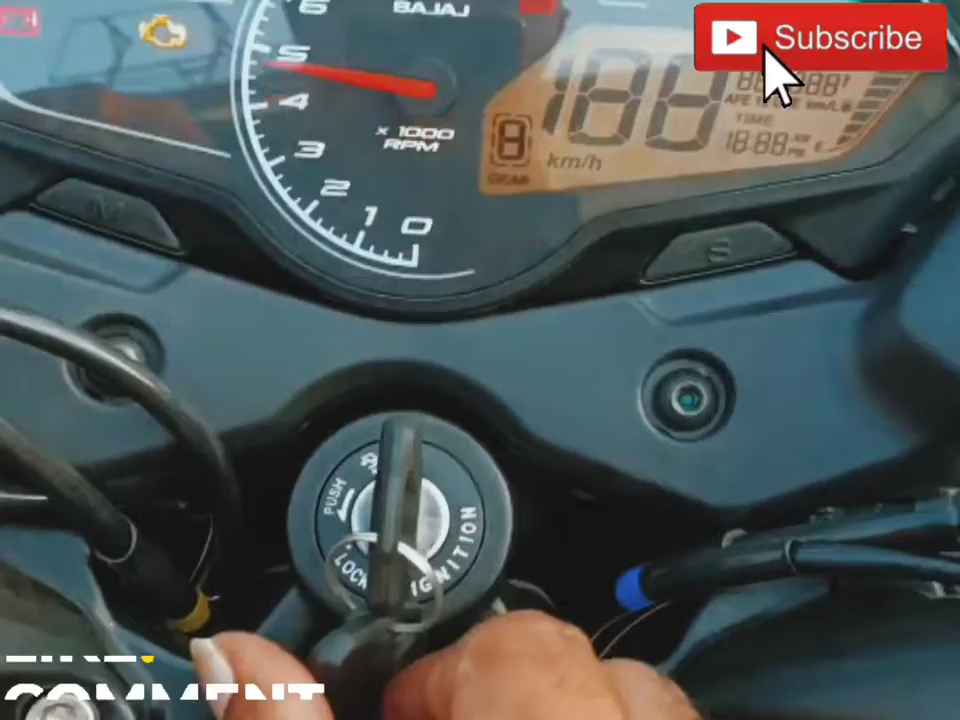 Subscribe
6
BAJAJ
5
4
3
2
1
0
x 1000
RPM
188
km/h
GEAR
8
TIME
18:88
E
M
S
PUSH
LOCK
IGNITION
COMMENT